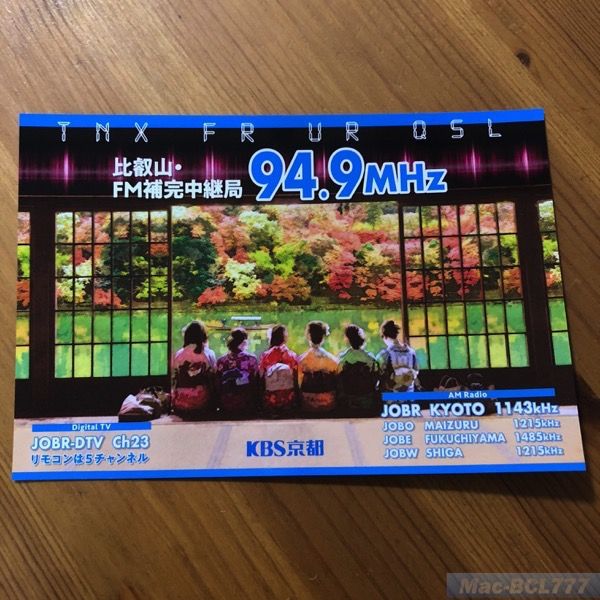 TNX FR UR QSL
比叡山・
FM補完中継局 94.9MHz
Digital TV
JOBR-DTV Ch23
リモコンは5チャンネル
KBS京都
AM Radio
JOBR KYOTO 1143kHz
JOBO MAIZURU 1215kHz
JOBE FUKUCHIYAMA 1485kHz
JOBW SHIGA 1215kHz
Mac-BCL777